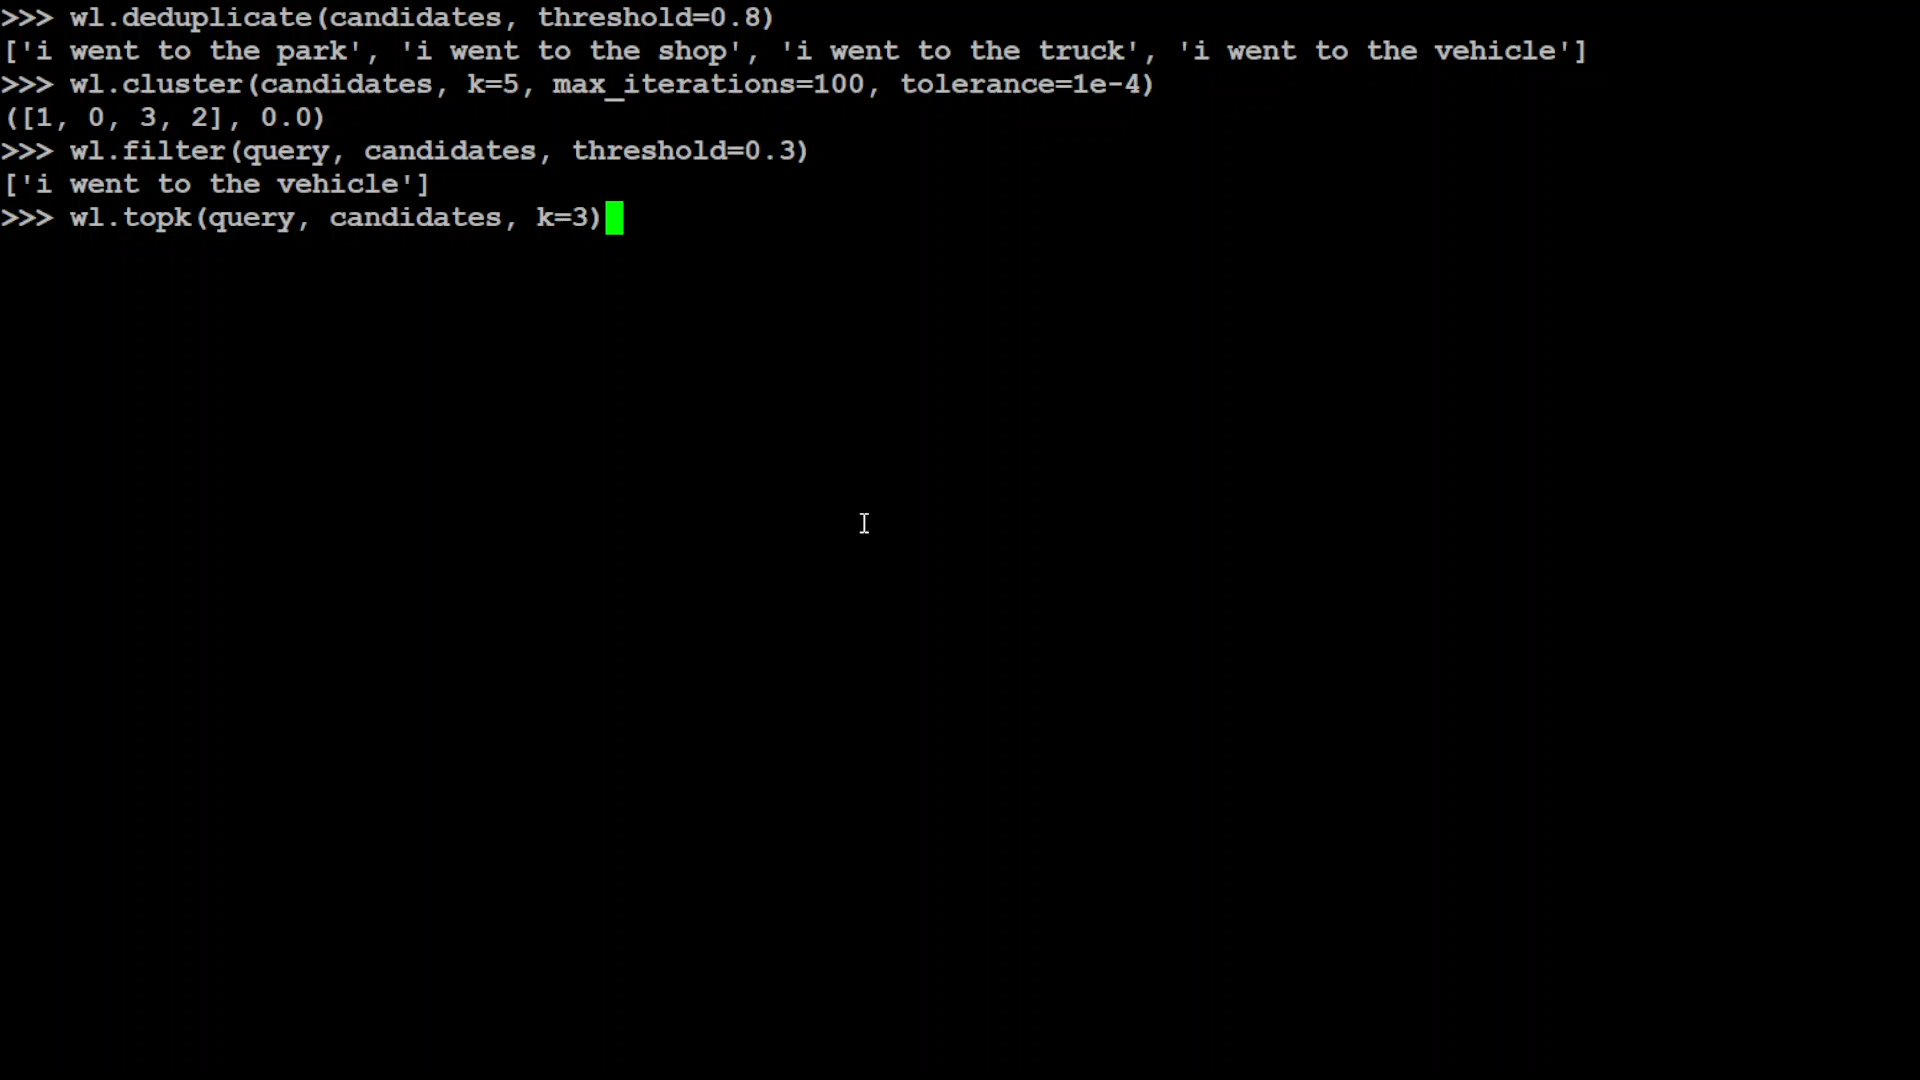 >>> wl.deduplicate(candidates, threshold=0.8)
['i went to the park', 'i went to the shop', 'i went to the truck', 'i went to the vehicle']
>>> wl.cluster(candidates, k=5, max_iterations=100, tolerance=1e-4)
([1, 0, 3, 2], 0.0)
>>> wl.filter(query, candidates, threshold=0.3)
['i went to the vehicle']
>>> wl.topk(query, candidates, k=3)